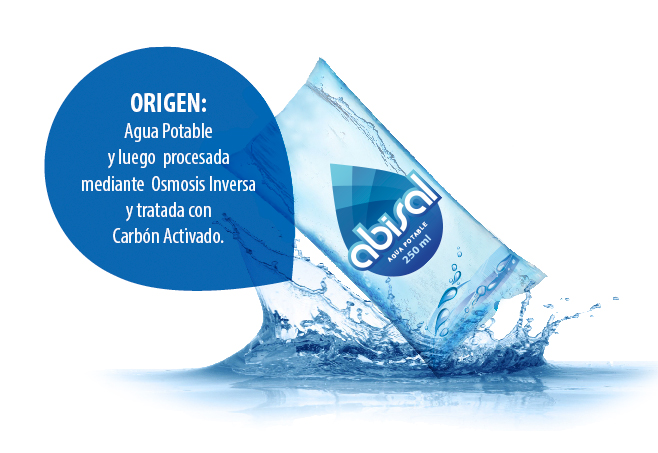 ORIGEN:
Agua Potable
y luego procesada
mediante Osmosis Inversa
y tratada con
Carbón Activado.
abisal
AGUA POTABLE
250 ml